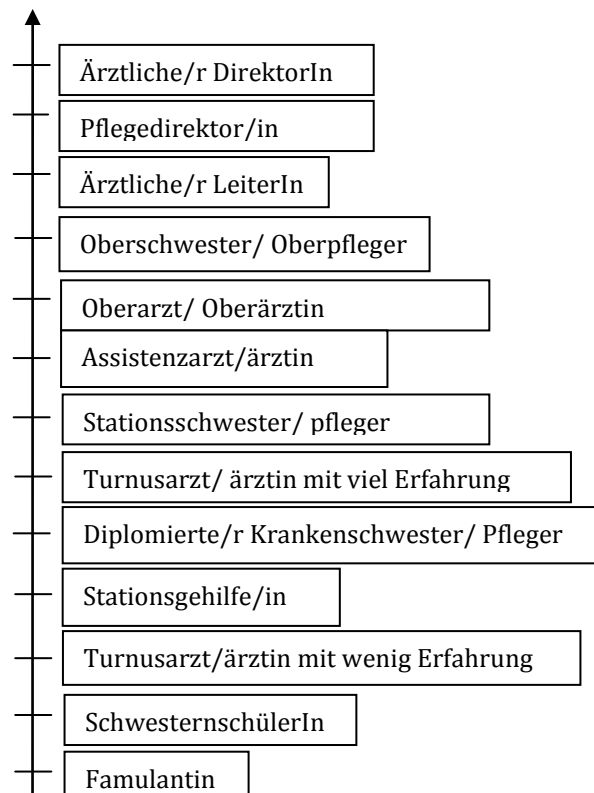 Ärztliche/r DirektorIn
Pflegedirektor/in
Ärztliche/r LeiterIn
Oberschwester/ Oberpfleger
Oberarzt/ Oberärztin
Assistenzarzt/ärztin
Stationsschwester/ pfleger
Turnusarzt/ ärztin mit viel Erfahrung
Diplomierte/r Krankenschwester/ Pfleger
Stationsgehilfe/in
Turnusarzt/ärztin mit wenig Erfahrung
SchwesternschülerIn
Famulantin